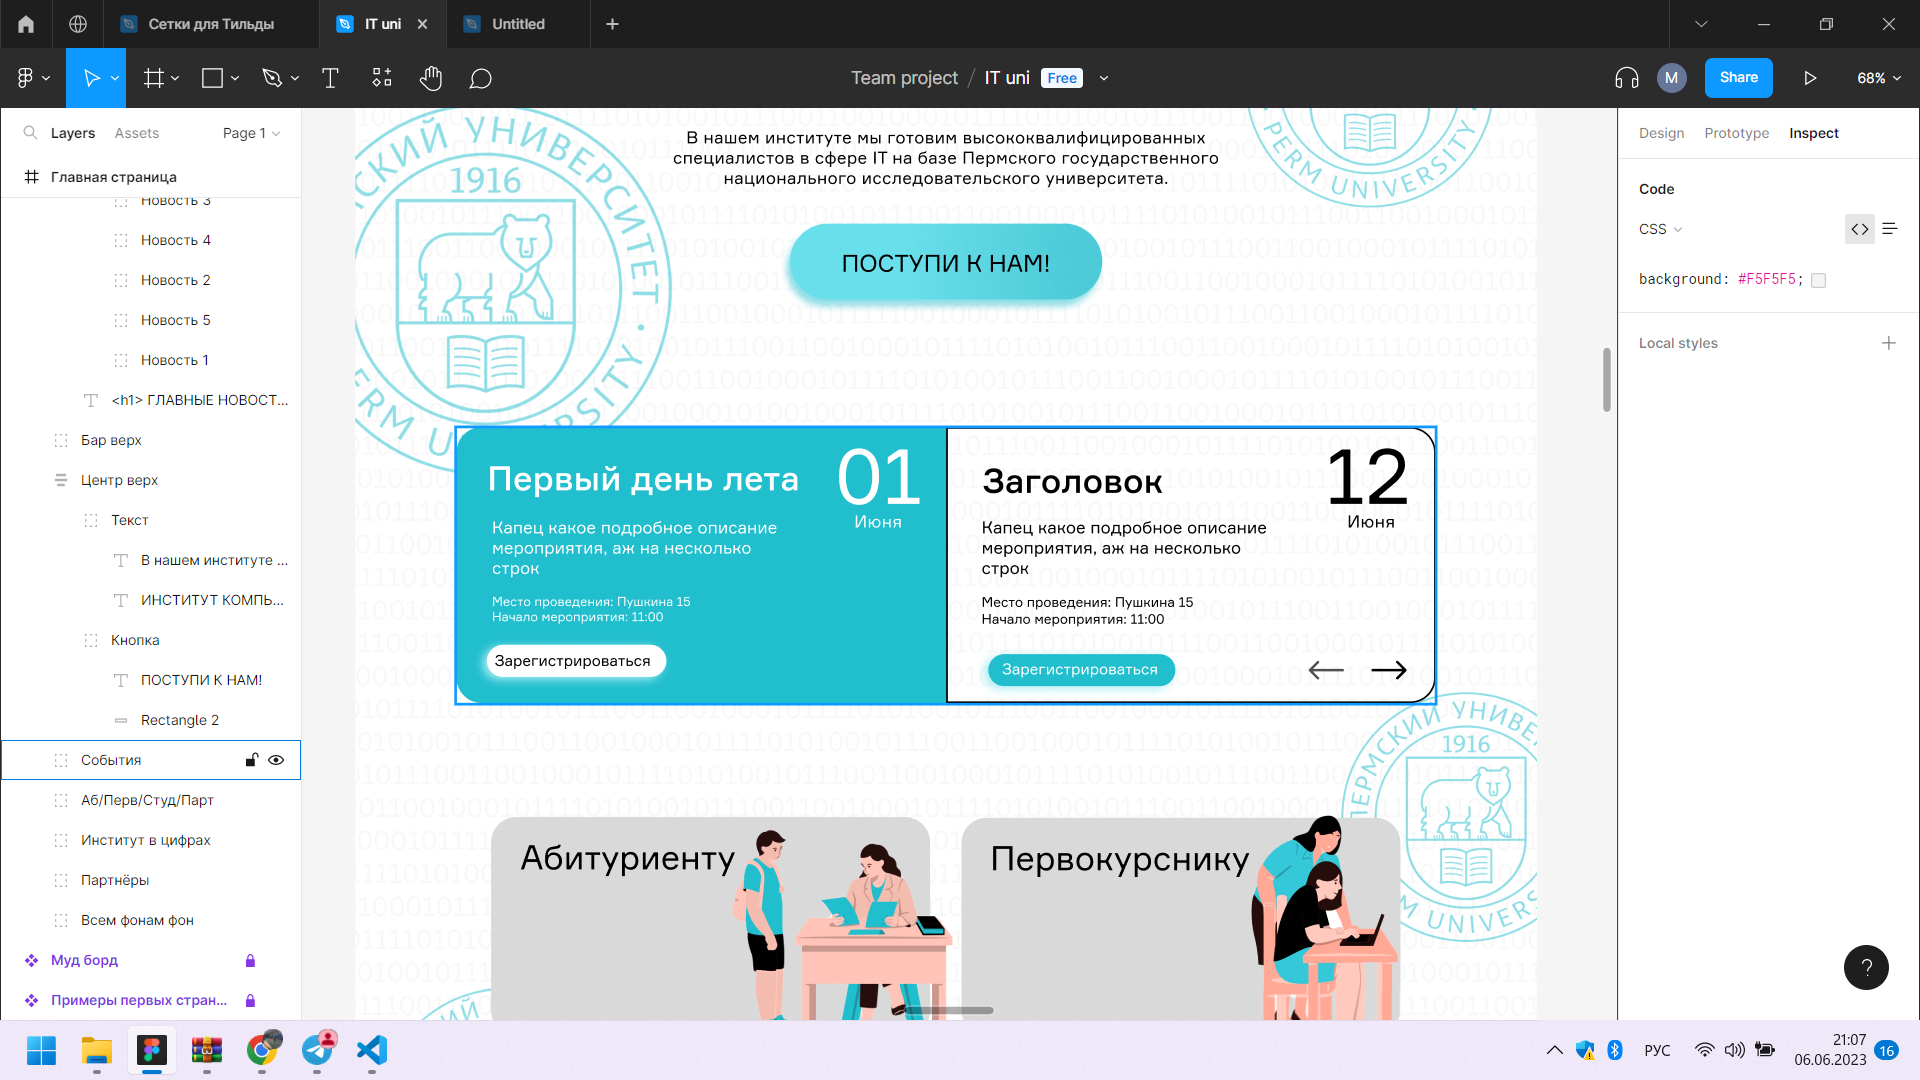 Сетки для Тильды
IT uni
Untitled
Team project / IT uni Free
M
Share
68%
Layers
Assets
Page 1
Главная страница
Новость 3
Новость 4
Новость 2
Новость 5
Новость 1
<h1> ГЛАВНЫЕ НОВОСТ...
Бар верх
Центр верх
Текст
В нашем институте ...
ИНСТИТУТ КОМПЬ...
Кнопка
ПОСТУПИ К НАМ!
Rectangle 2
События
Аб/Перв/Студ/Парт
Институт в цифрах
Партнёры
Всем фонам фон
Муд борд
Примеры первых стран...
1916
PERM UNIVERSITY
В нашем институте мы готовим высококвалифицированных
специалистов в сфере IT на базе Пермского государственного
национального исследовательского университета.
ПОСТУПИ К НАМ!
Первый день лета
01
Июня
Капец какое подробное описание
мероприятия, аж на несколько
строк
Место проведения: Пушкина 15
Начало мероприятия: 11:00
Зарегистрироваться
Заголовок
12
Июня
Капец какое подробное описание
мероприятия, аж на несколько
строк
Место проведения: Пушкина 15
Начало мероприятия: 11:00
Зарегистрироваться
1916
Абитуриенту
Первокурснику
Design
Prototype
Inspect
Code
CSS
background: #F5F5F5;
Local styles
?
РУС
21:07
06.06.2023
16